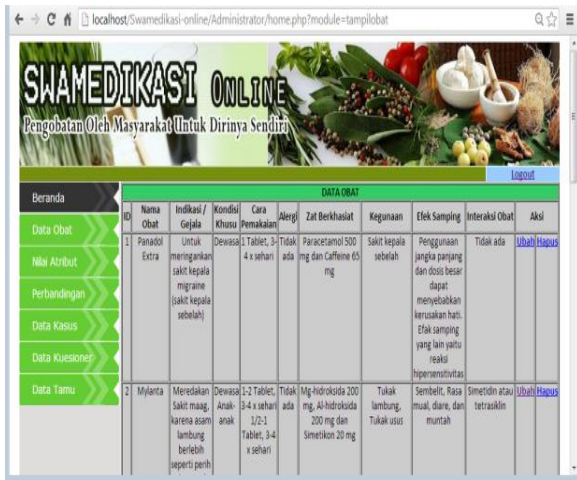 localhost/Swamedikasi-online/Administrator/home.php?module=tampilobat
SWAMEDIKASI ONLINE
Pengobatan Oleh Masyarakat Untuk Dirinya Sendiri
Logout
Beranda
Data Obat
Nilai Atribut
Perbandingan
Data Kasus
Data Kuesioner
Data Tamu
DATA OBAT
ID Nama Obat Indikasi / Gejala Kondisi Khusu Cara Pemakaian Alergi Zat Berkhasiat Kegunaan Efek Samping Interaksi Obat Aksi
1 Panadol Extra Untuk meringankan sakit kepala migraine (sakit kepala sebelah) Dewasa 1 Tablet, 3-4 x sehari Tidak ada Paracetamol 500 mg dan Caffeine 65 mg Sakit kepala sebelah Penggunaan jangka panjang dan dosis besar dapat menyebabkan kerusakan hati. Efak samping yang lain yaitu reaksi hipersensitivitas Tidak ada Ubah Hapus
2 Mylanta Meredakan Sakit maag, karena asam lambung berlebih seperti perih Dewasa Anak-anak 1-2 Tablet, 3-4 x sehari 1/2-1 Tablet, 3-4 x sehari Tidak ada Mg-hidroksida 200 mg, Al-hidroksida 200 mg dan Simetikon 20 mg Tukak lambung, Tukak usus Sembelit, Rasa mual, diare, dan muntah Simetidin atau tetrasiklin Ubah Hapus